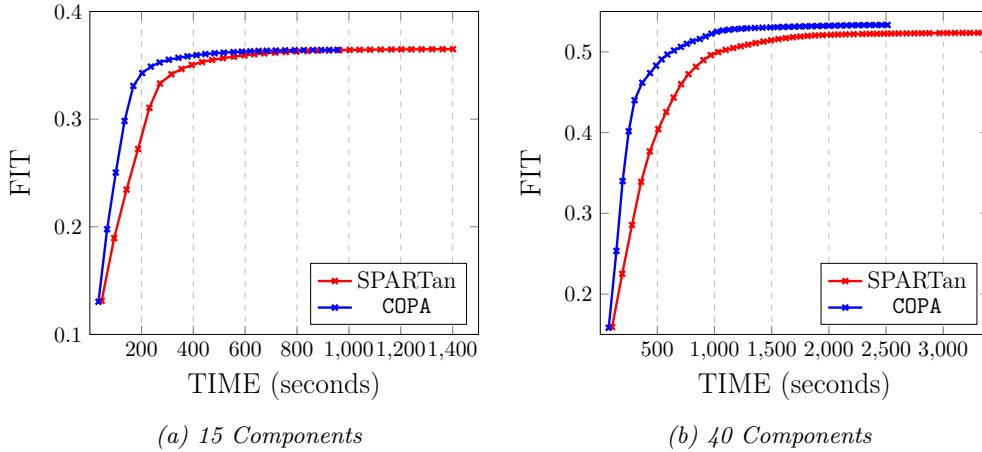 0.4
0.3
0.2
0.1
FIT
200 400 600 800 1,000 1,200 1,400
TIME (seconds)
SPARTan
COPA
(a) 15 Components
0.5
0.4
0.3
0.2
FIT
500 1,000 1,500 2,000 2,500 3,000
TIME (seconds)
SPARTan
COPA
(b) 40 Components